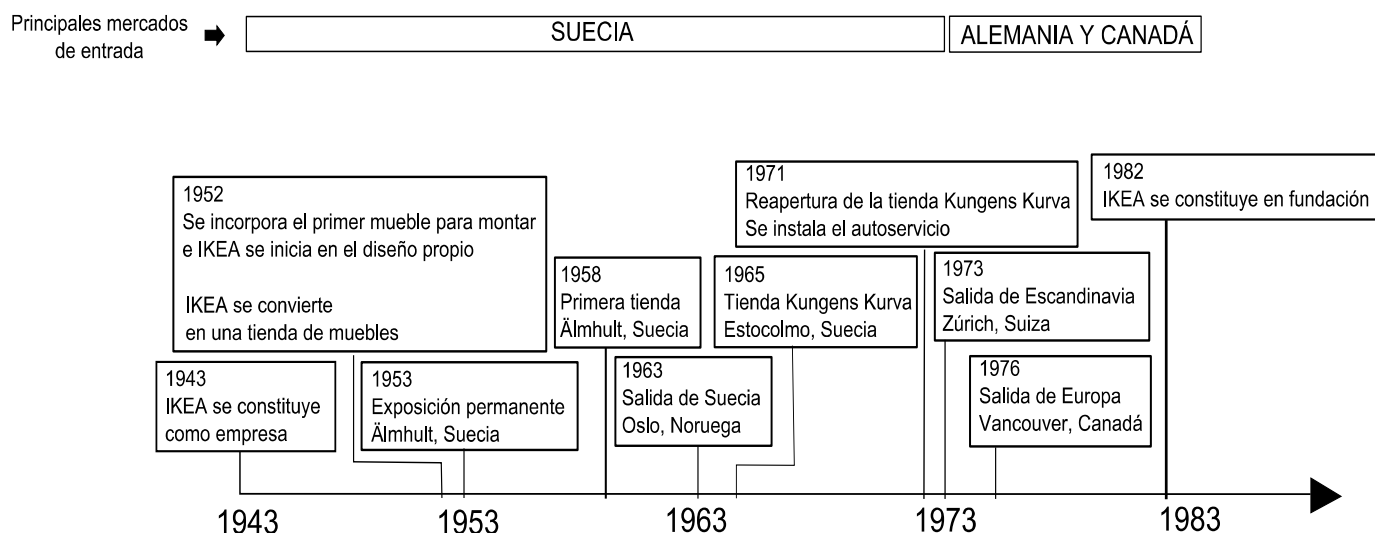 Principales mercados
de entrada
SUECIA
ALEMANIA Y CANADÁ
1952
Se incorpora el primer mueble para montar
e IKEA se inicia en el diseño propio
IKEA se convierte
en una tienda de muebles
1971
Reapertura de la tienda Kungens Kurva
Se instala el autoservicio
1982
IKEA se constituye en fundación
1958
Primera tienda
Älmhult, Suecia
1965
Tienda Kungens Kurva
Estocolmo, Suecia
1973
Salida de Escandinavia
Zúrich, Suiza
1943
IKEA se constituye
como empresa
1953
Exposición permanente
Älmhult, Suecia
1963
Salida de Suecia
Oslo, Noruega
1976
Salida de Europa
Vancouver, Canadá
1943
1953
1963
1973
1983